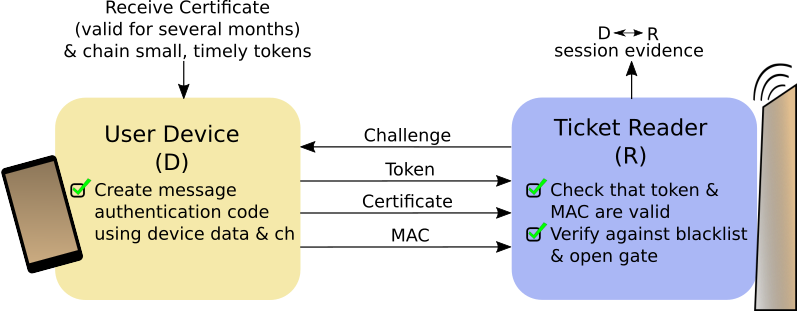 Receive Certificate
(valid for several months)
& chain small, timely tokens
User Device
(D)
Create message
authentication code
using device data & ch
Challenge
Token
Certificate
MAC
D R
session evidence
Ticket Reader
(R)
Check that token &
MAC are valid
Verify against blacklist
& open gate